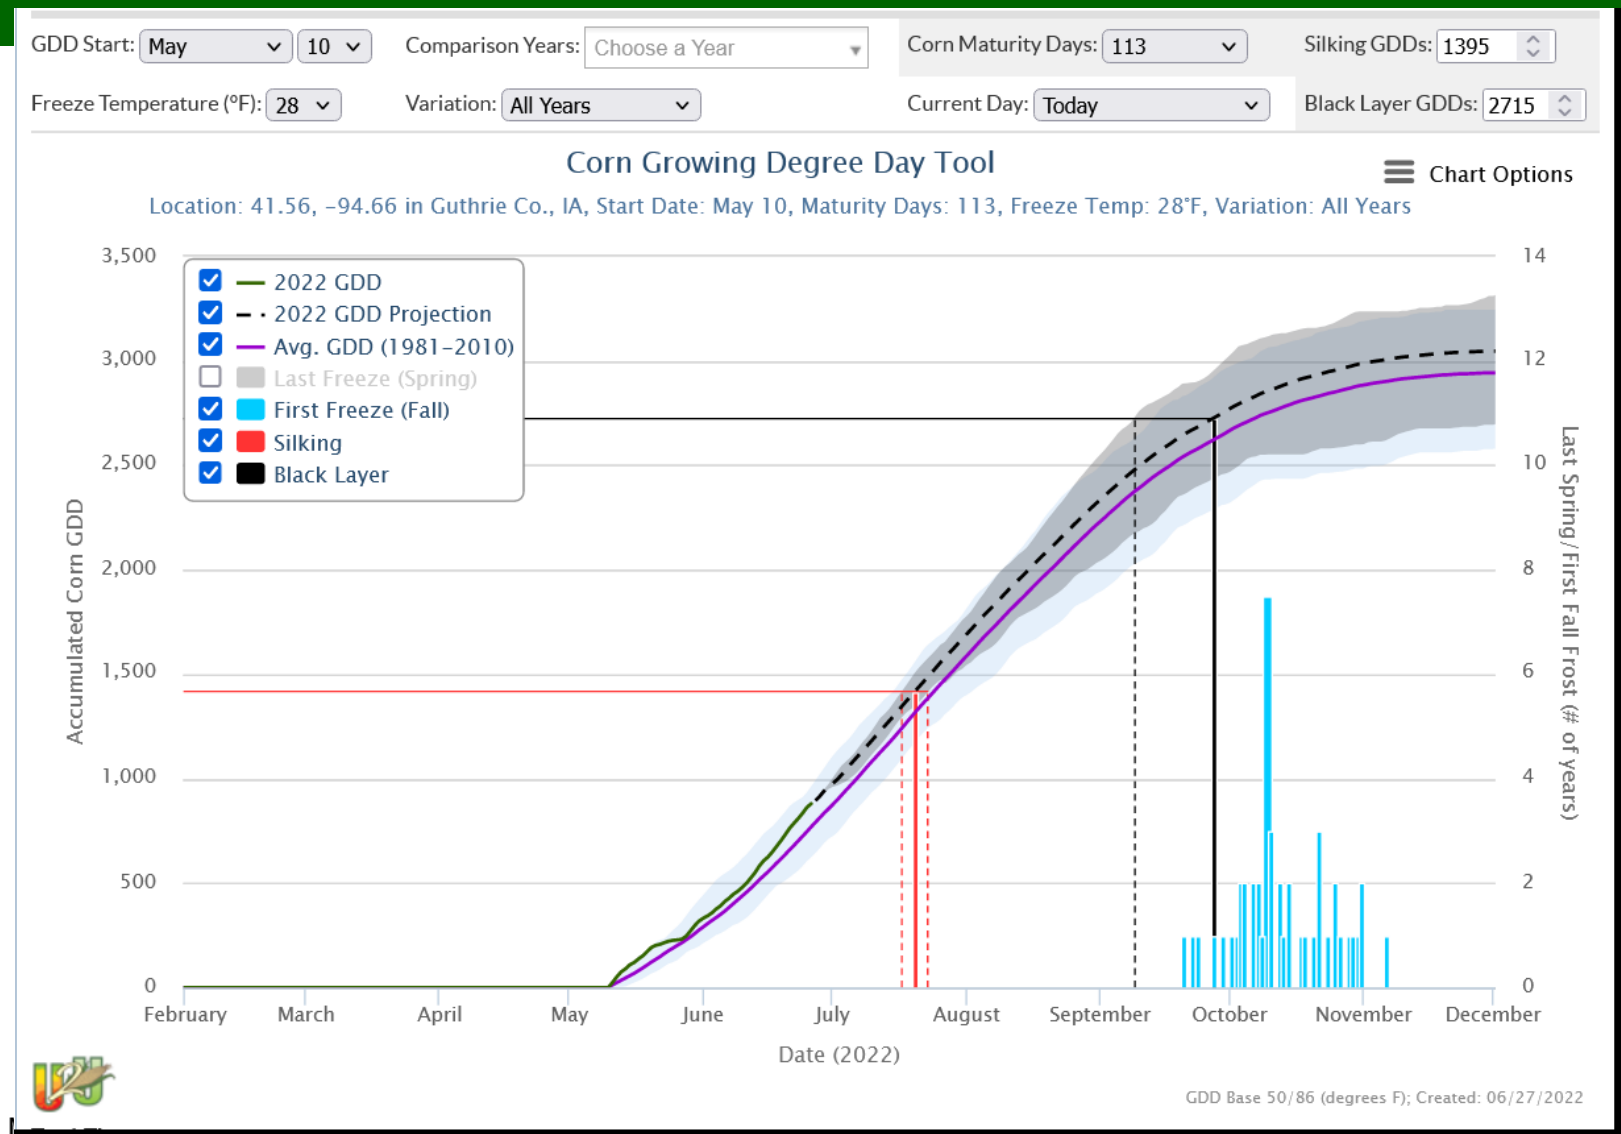 GDD Start: May 10 Comparison Years: Choose a Year Corn Maturity Days: 113 Silking GDDs: 1395
Freeze Temperature (°F): 28 Variation: All Years Current Day: Today Black Layer GDDs: 2715
Corn Growing Degree Day Tool
Chart Options
Location: 41.56, -94.66 in Guthrie Co., IA, Start Date: May 10, Maturity Days: 113, Freeze Temp: 28°F, Variation: All Years
2022 GDD
2022 GDD Projection
Avg. GDD (1981-2010)
Last Freeze (Spring)
First Freeze (Fall)
Silking
Black Layer
Accumulated Corn GDD
3,500
3,000
2,500
2,000
1,500
1,000
500
0
14
12
10
8
6
4
2
0
Last Spring/First Fall Frost (# of years)
February March April May June July August September October November December
Date (2022)
U2U
GDD Base 50/86 (degrees F); Created: 06/27/2022